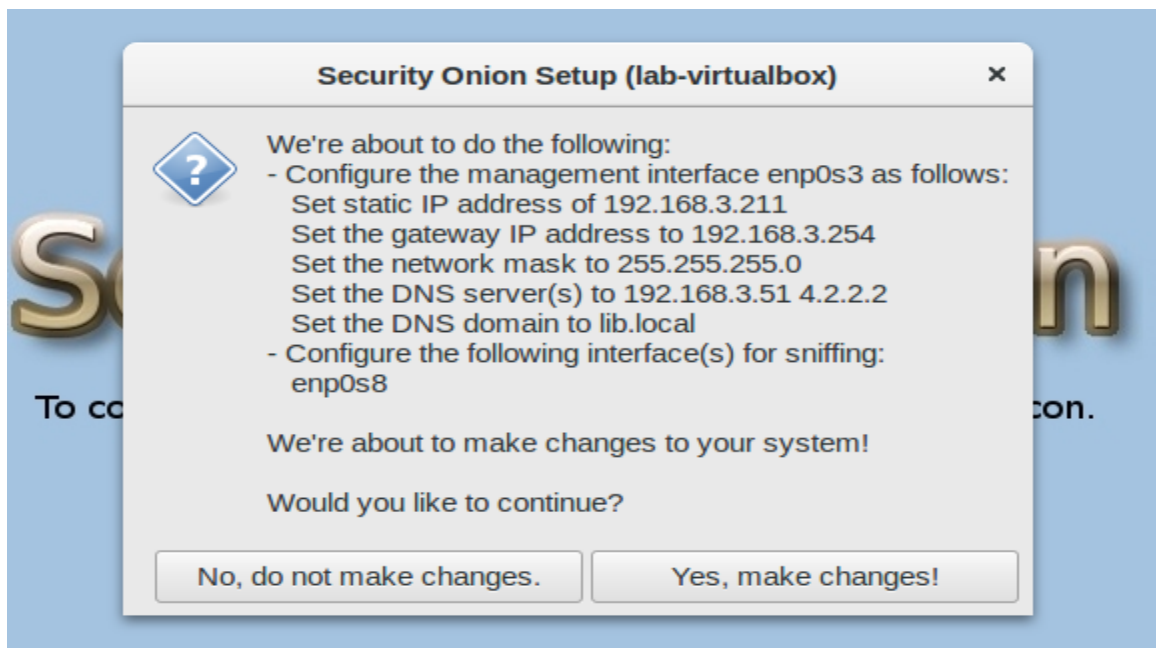 Security Onion Setup (lab-virtualbox)
We're about to do the following:
- Configure the management interface enp0s3 as follows:
Set static IP address of 192.168.3.211
Set the gateway IP address to 192.168.3.254
Set the network mask to 255.255.255.0
Set the DNS server(s) to 192.168.3.51 4.2.2.2
Set the DNS domain to lib.local
- Configure the following interface(s) for sniffing:
enp0s8
To
We're about to make changes to your system!
Would you like to continue?
No, do not make changes.
Yes, make changes!